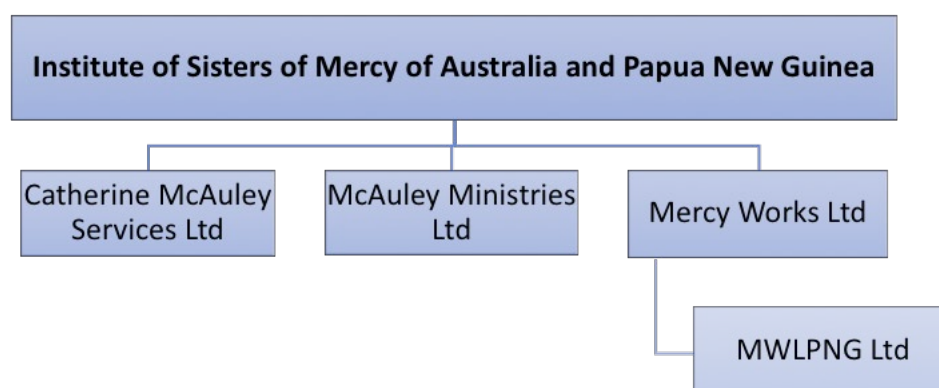 Institute of Sisters of Mercy of Australia and Papua New Guinea
Catherine McAuley
Services Ltd
McAuley Ministries
Ltd
Mercy Works Ltd
MWLPNG Ltd